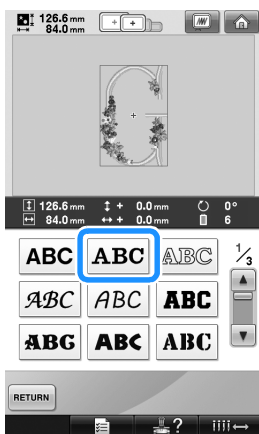 126.6 mm
84.0 mm
126.6 mm + 0.0 mm 0°
84.0 mm + 0.0 mm 6
ABC ABC ABC 1/3
ABC ABC ABC
ABC ABC ABC
RETURN
?